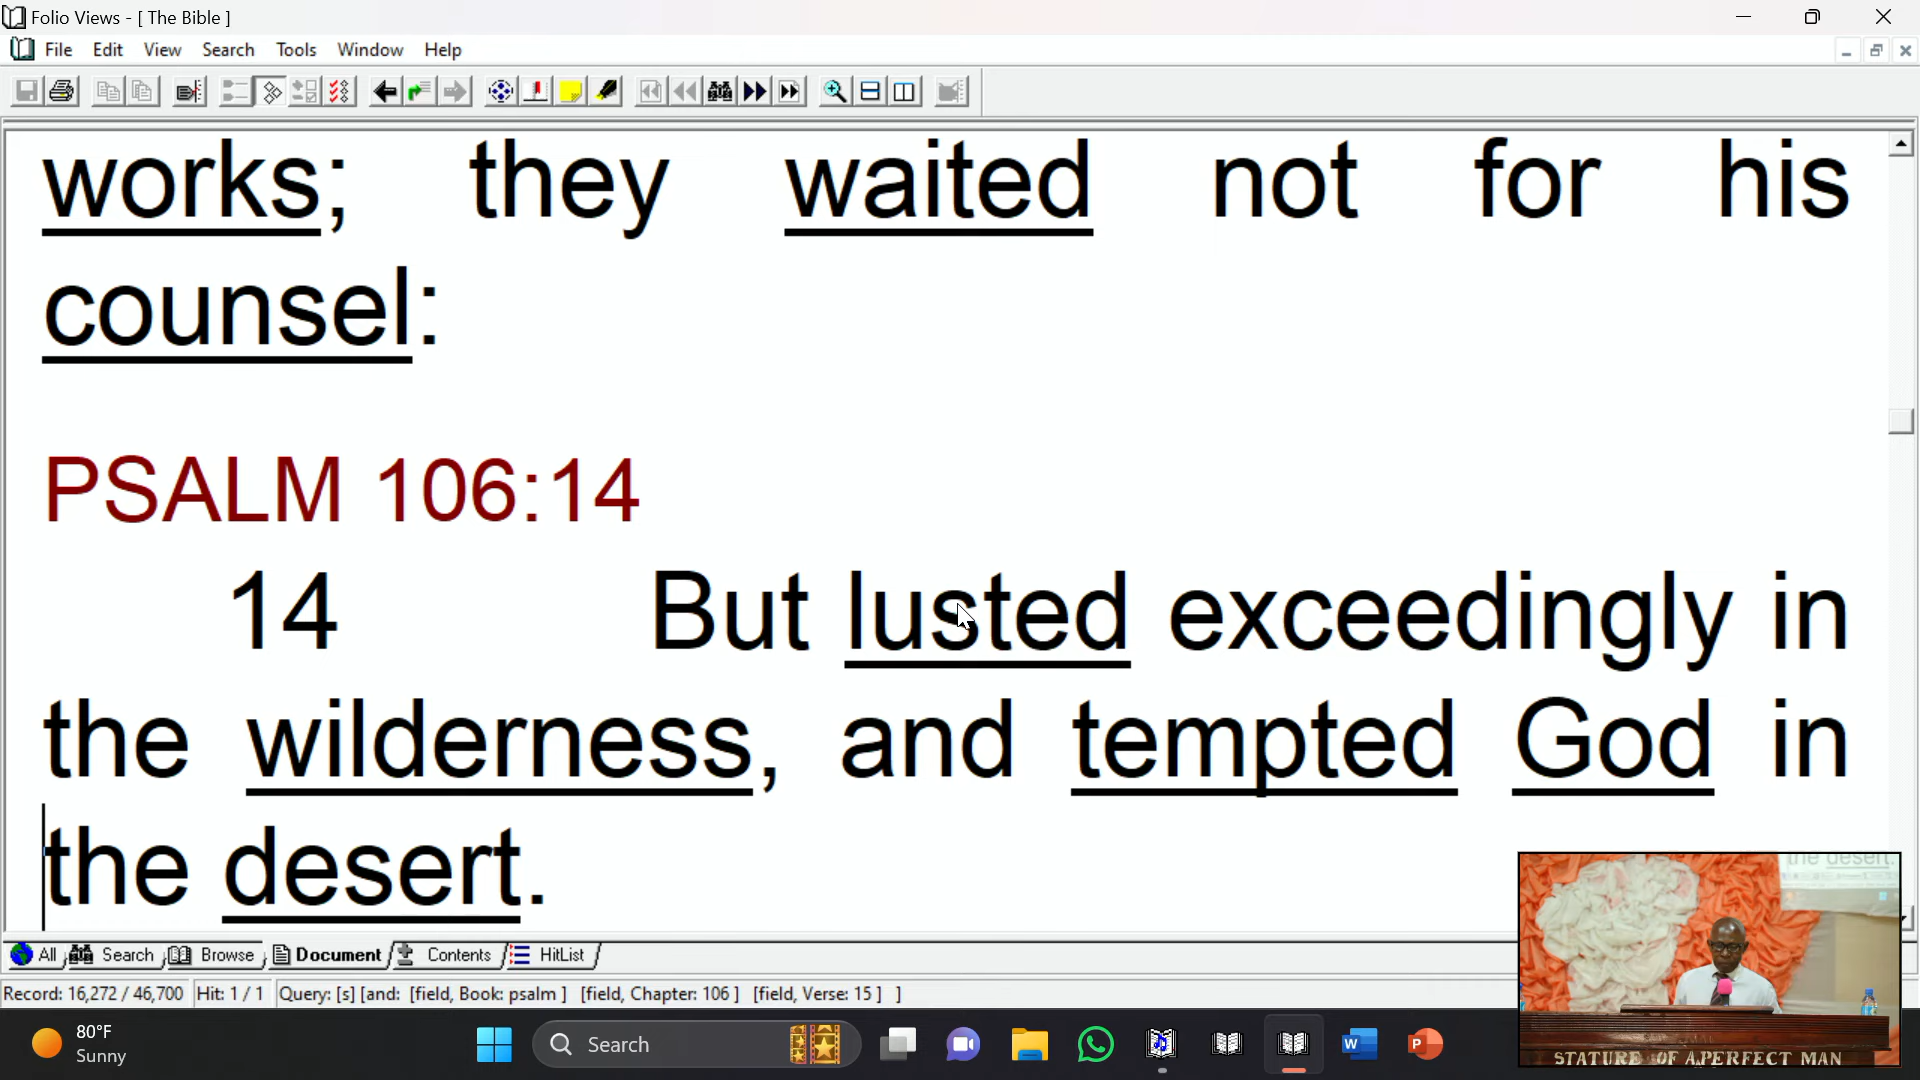 Folio Views - [ The Bible ]
File Edit View Search Tools Window Help
works; they waited not for his
counsel:
PSALM 106:14
14 But lusted exceedingly in
the wilderness, and tempted God in
the desert.
the desert.
All Search Browse Document Contents HitList
Record: 16,272 / 46,700 Hit: 1 / 1 Query: [s] [and: [field, Book: psalm ] [field, Chapter: 106 ] [field, Verse: 15 ] ]
STATURE OF A PERFECT MAN
80°F
Sunny
Search
W
P